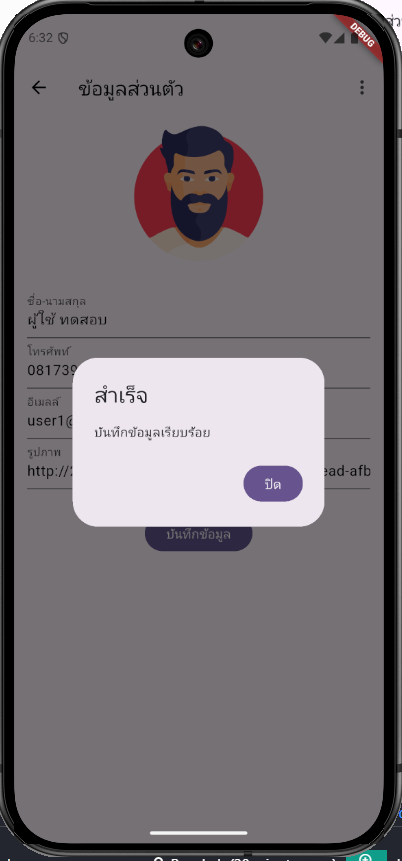 6:32
DEBUG
ข้อมูลส่วนตัว
ชื่อ-นามสกุล
ผู้ใช้ ทดสอบ
โทรศัพท์
081739
อีเมลล์
user1@
รูปภาพ
http://
ead-afb
สำเร็จ
บันทึกข้อมูลเรียบร้อย
ปิด
บันทึกข้อมูล